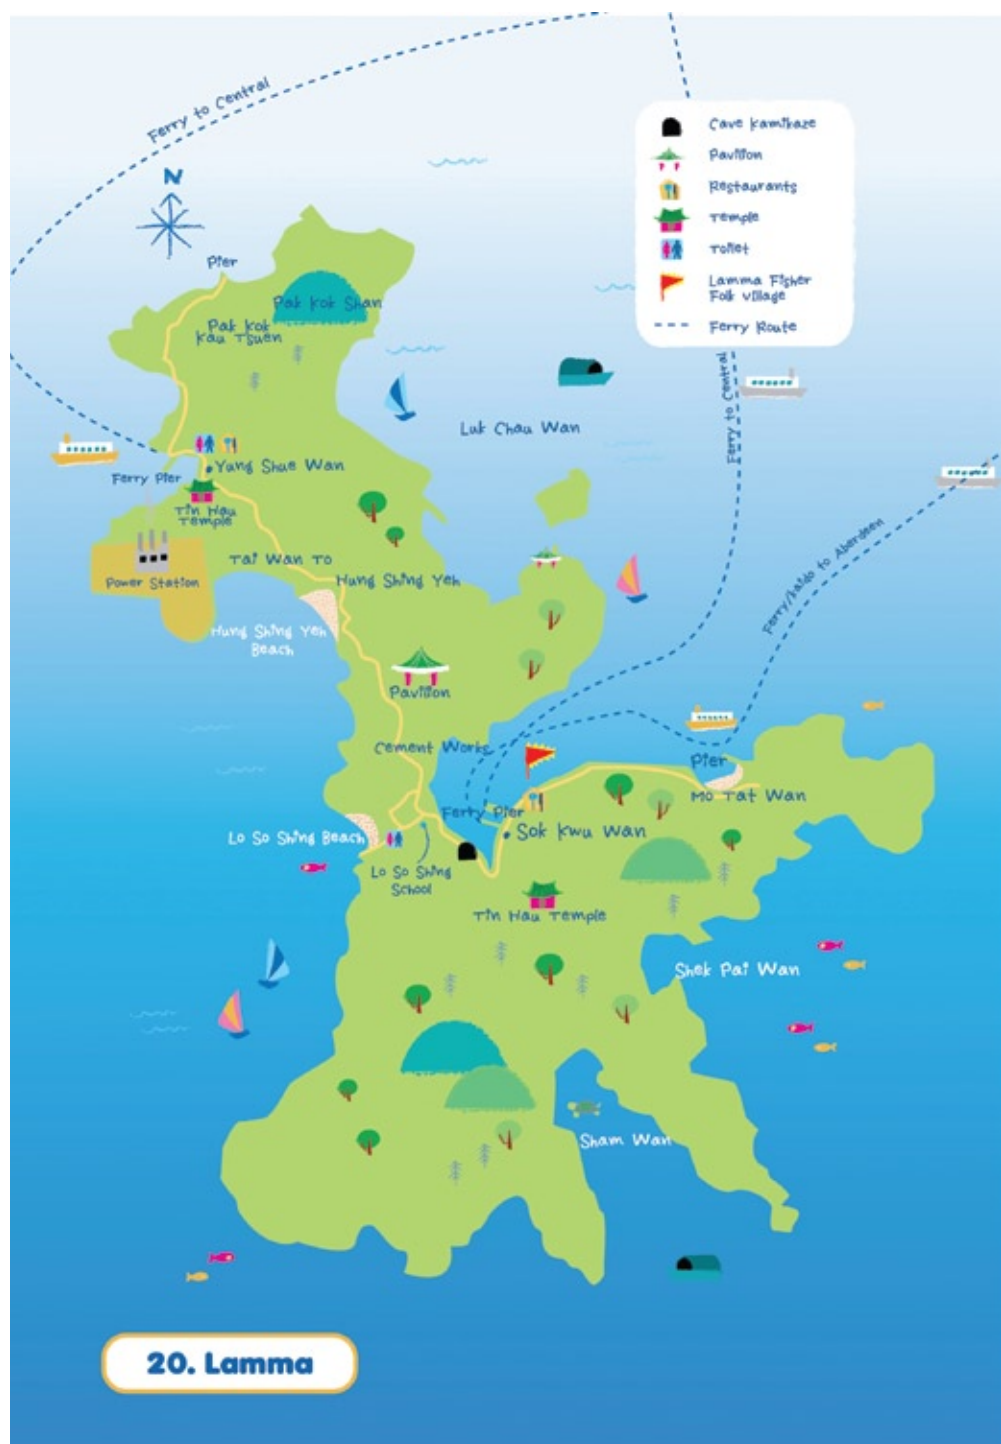 Ferry to Central
N
Cave Kamikaze
Pavilion
Restaurants
Temple
Toilet
Lamma Fisher
Folk Village
Ferry Route
Pier
Pak Kok Shan
Pak Kok
Kau Tsuen
Ferry to Central
Luk Chau Wan
Yung Shue Wan
Ferry Pier
Tin Hau
Temple
Ferry/kaido to Aberdeen
Tai Wan To
Power Station
Hung Shing Yeh
Hung Shing Yeh
Beach
Pavilion
Cement Works
Pier
Mo Tat Wan
Ferry Pier
Sok Kwu Wan
Lo So Shing Beach
Lo So Shing
School
Tin Hau Temple
Shek Pai Wan
Sham Wan
20. Lamma